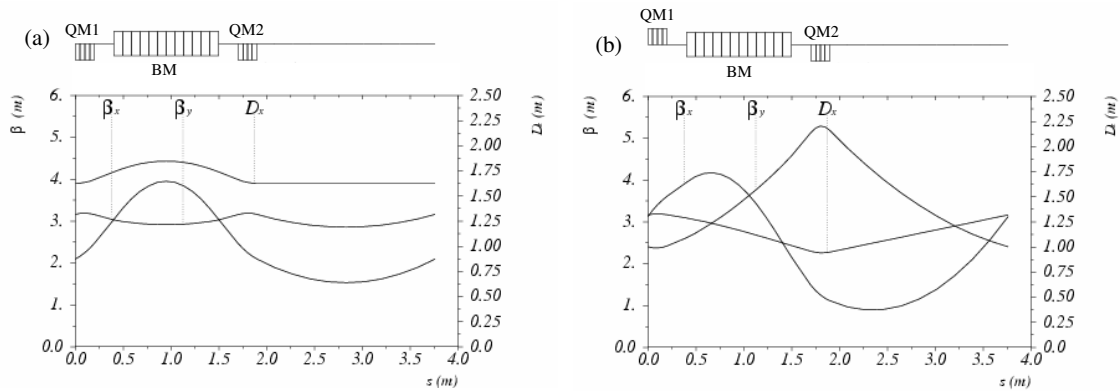 (a)
QM1
QM2
BM
β (m)
6.
5.
4.
3.
2.
1.
0.0
βx
βy
Dx
2.50
2.25
2.00
1.75
1.50
1.25
1.00
0.75
0.50
0.25
0.00
Dx (m)
0.0 0.5 1.0 1.5 2.0 2.5 3.0 3.5 4.0
s (m)
(b)
QM1
QM2
BM
β (m)
6.
5.
4.
3.
2.
1.
0.0
βx
βy
Dx
2.50
2.25
2.00
1.75
1.50
1.25
1.00
0.75
0.50
0.25
0.00
Dx (m)
0.0 0.5 1.0 1.5 2.0 2.5 3.0 3.5 4.0
s (m)